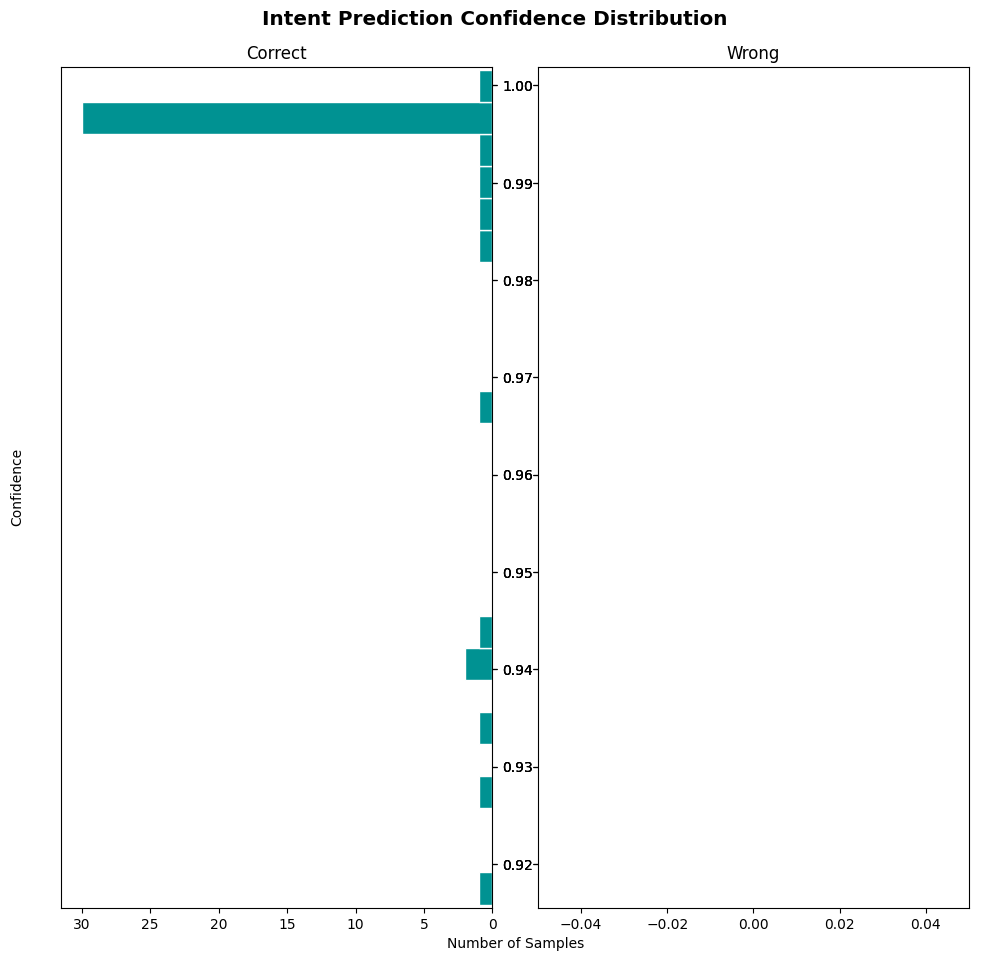 Intent Prediction Confidence Distribution
Correct
Wrong
Confidence
1.00
0.99
0.98
0.97
0.96
0.95
0.94
0.93
0.92
30 25 20 15 10 5 0
−0.04 −0.02 0.00 0.02 0.04
Number of Samples